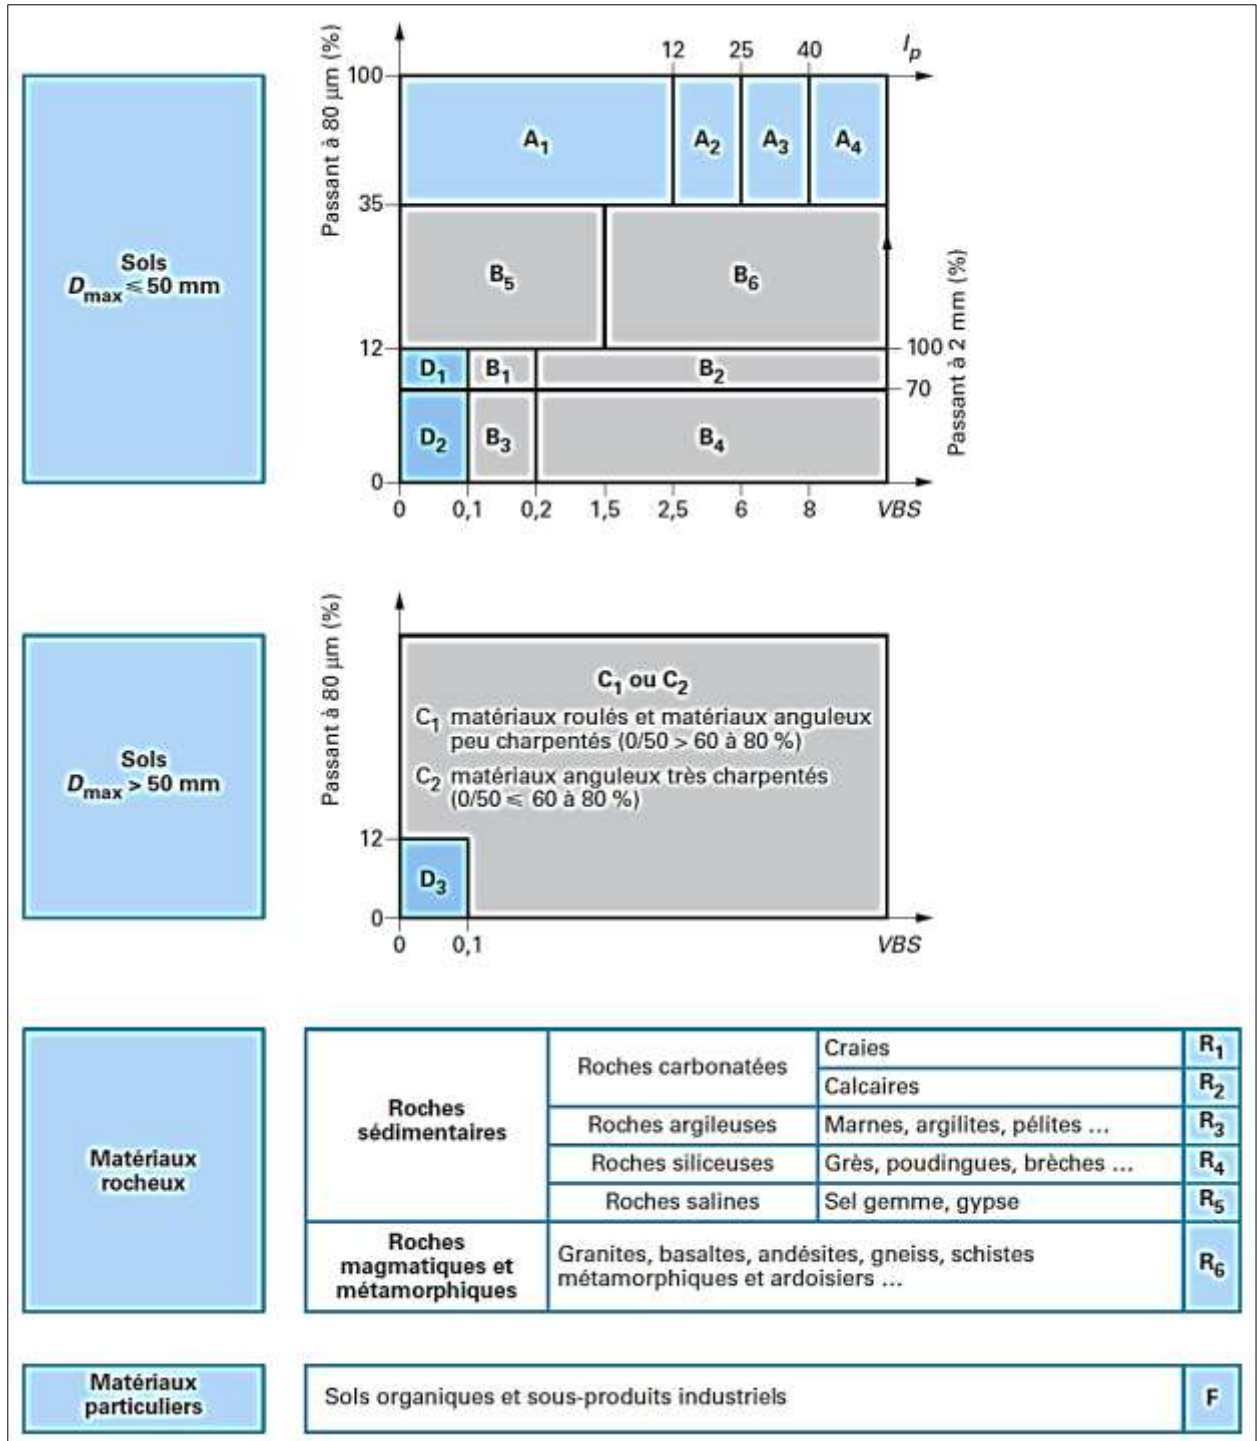 Sols
D max ⩽ 50 mm
Passant à 80 µm (%)
12 25 40 Ip
100
35
12
0
A1 A2 A3 A4
B5 B6
D1 B1 B2
D2 B3 B4
100
70
Passant à 2 mm (%)
0 0,1 0,2 1,5 2,5 6 8 VBS
Sols
D max > 50 mm
Passant à 80 µm (%)
C1 ou C2
C1 matériaux roulés et matériaux anguleux
peu charpentés (0/50 > 60 à 80 %)
C2 matériaux anguleux très charpentés
(0/50 ⩽ 60 à 80 %)
12
D3
0
0 0,1 VBS
Matériaux
rocheux
Roches
sédimentaires
Roches carbonatées
Craies R1
Calcaires R2
Roches argileuses Marnes, argilites, pélites ... R3
Roches siliceuses Grès, poudingues, brèches ... R4
Roches salines Sel gemme, gypse R5
Roches
magmatiques et
métamorphiques
Granites, basaltes, andésites, gneiss, schistes
métamorphiques et ardoisiers ...
R6
Matériaux
particuliers
Sols organiques et sous-produits industriels F